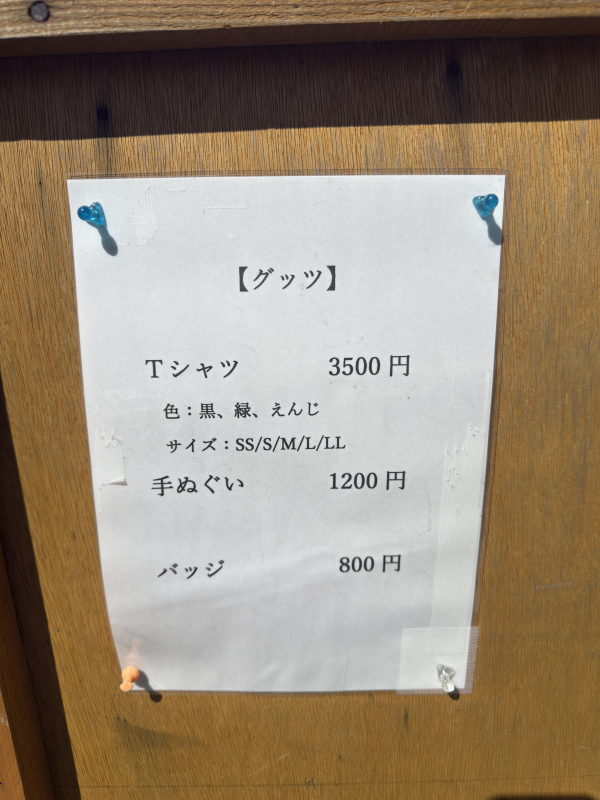 【グッツ】
Tシャツ 3500円
色：黒、緑、えんじ
サイズ：SS/S/M/L/LL
手ぬぐい 1200円
バッジ 800円